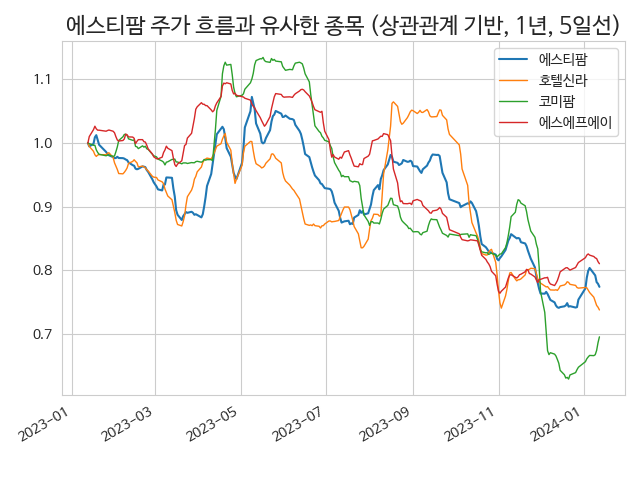 에스티팜 주가 흐름과 유사한 종목 (상관관계 기반, 1년, 5일선)
에스티팜
호텔신라
코미팜
에스에프에이
1.1
1.0
0.9
0.8
0.7
2023-01
2023-03
2023-05
2023-07
2023-09
2023-11
2024-01